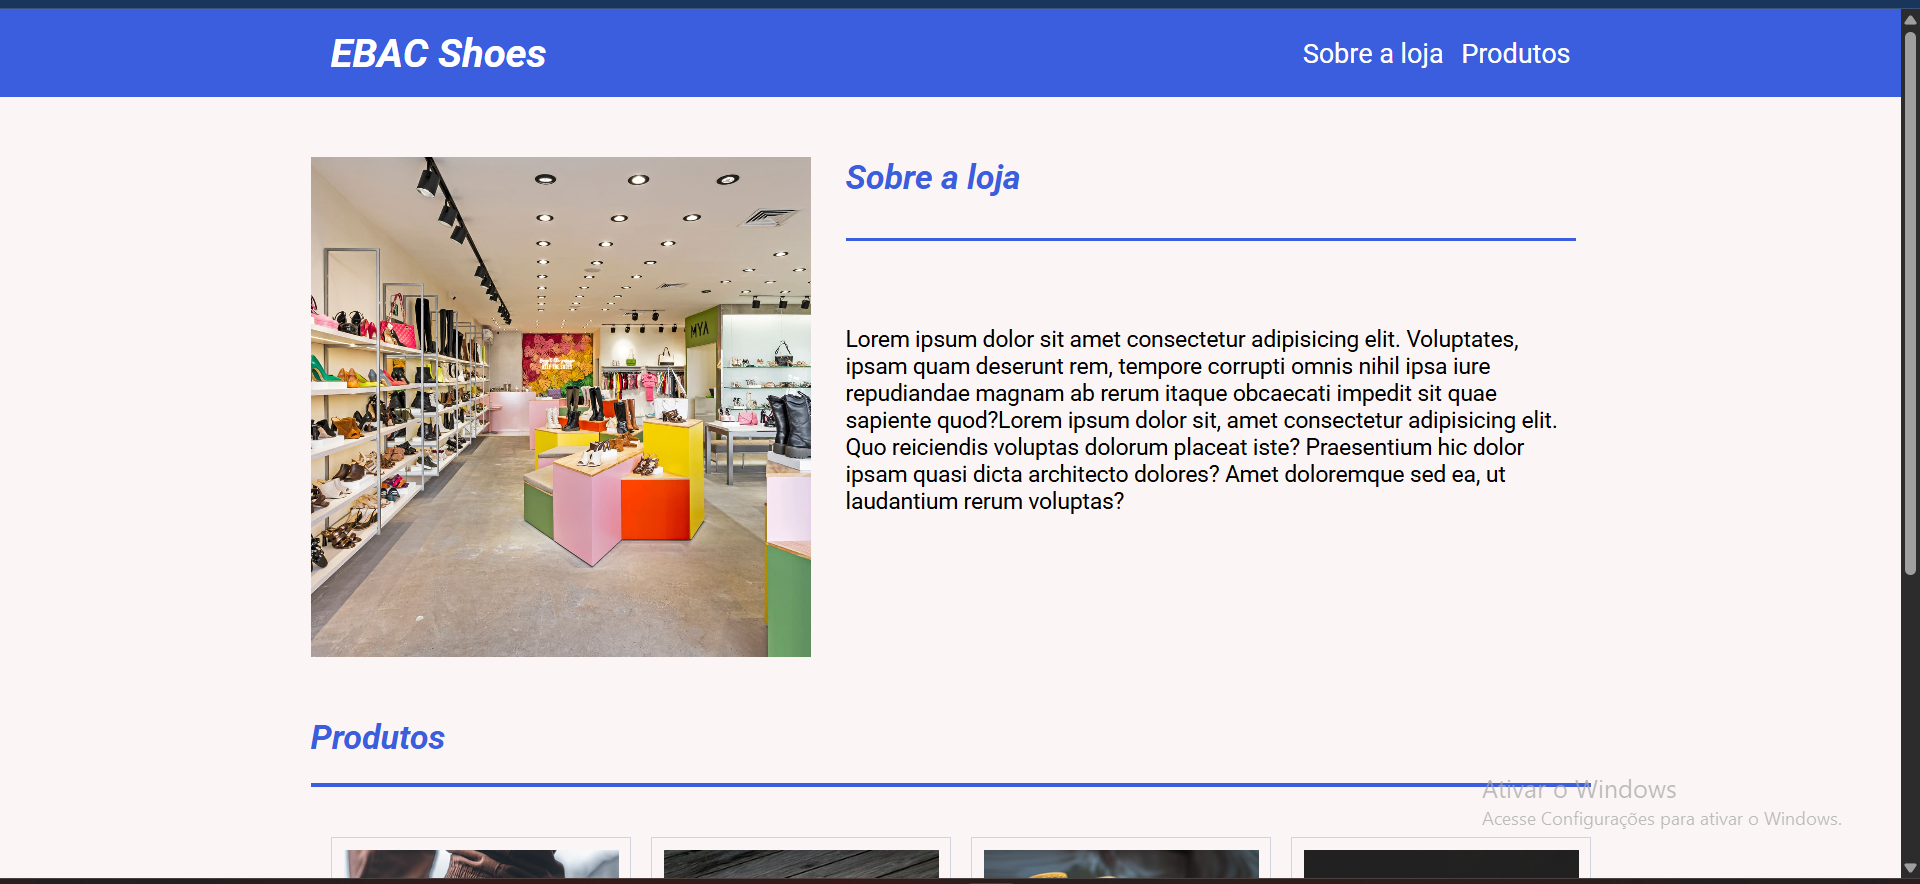 EBAC Shoes
Sobre a loja Produtos
Sobre a loja
MYA
Lorem ipsum dolor sit amet consectetur adipisicing elit. Voluptates,
ipsam quam deserunt rem, tempore corrupti omnis nihil ipsa iure
repudiandae magnam ab rerum itaque obcaecati impedit sit quae
sapiente quod?Lorem ipsum dolor sit, amet consectetur adipisicing elit.
Quo reiciendis voluptas dolorum placeat iste? Praesentium hic dolor
ipsam quasi dicta architecto dolores? Amet doloremque sed ea, ut
laudantium rerum voluptas?
Produtos
Ativar o Windows
Acesse Configurações para ativar o Windows.